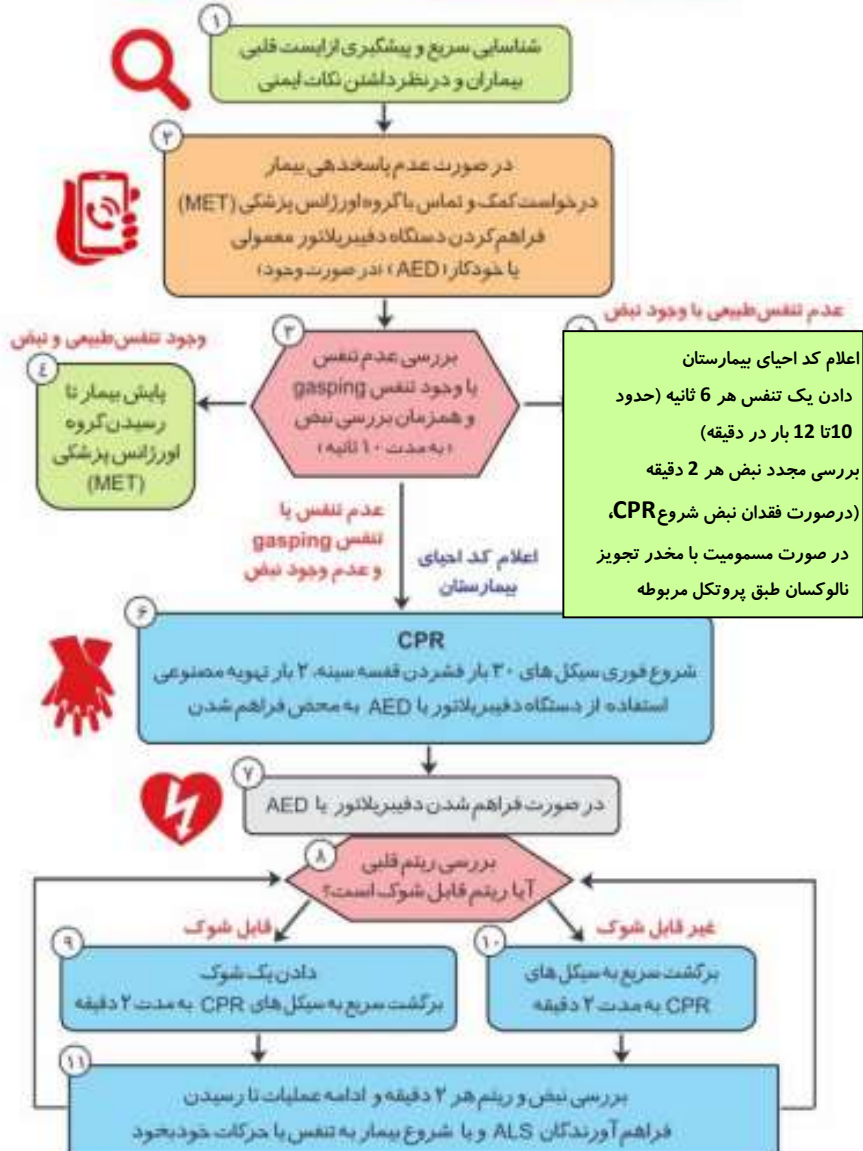 ۱
شناسایی سریع و پیشگیری از ایست قلبی
بیماران و در نظر داشتن نکات ایمنی
۲
در صورت عدم پاسخدهی بیمار
درخواست کمک و تماس با گروه اورژانس پزشکی (MET)
فراهم کردن دستگاه دفیبریلاتور معمولی
یا خودکار (AED) (در صورت وجود)
عدم تنفس طبیعی با وجود نبض
اعلام کد احیای بیمارستان
دادن یک تنفس هر 6 ثانیه (حدود
10تا 12 بار در دقیقه)
بررسی مجدد نبض هر 2 دقیقه
(درصورت فقدان نبض شروع CPR،
در صورت مسمومیت با مخدر تجویز
نالوکسان طبق پروتکل مربوطه
۳
بررسی عدم تنفس
یا وجود تنفس gasping
و همزمان بررسی نبض
(به مدت ۱۰ ثانیه)
وجود تنفس طبیعی و نبض
٤
پایش بیمار تا
رسیدن گروه
اورژانس پزشکی
(MET)
عدم تنفس یا
تنفس gasping
و عدم وجود نبض
اعلام کد احیای
بیمارستان
۶
CPR
شروع فوری سیکل های ۳۰ بار فشردن قفسه سینه، ۲ بار تهویه مصنوعی
استفاده از دستگاه دفیبریلاتور یا AED به محض فراهم شدن
۷
در صورت فراهم شدن دفیبریلاتور یا AED
۸
بررسی ریتم قلبی
آیا ریتم قابل شوک است؟
غیر قابل شوک
۱۰
برگشت سریع به سیکل های
CPR به مدت ۲ دقیقه
قابل شوک
۹
دادن یک شوک
برگشت سریع به سیکل های CPR به مدت ۲ دقیقه
۱۱
بررسی نبض و ریتم هر ۲ دقیقه و ادامه عملیات تا رسیدن
فراهم آورندگان ALS و یا شروع بیمار به تنفس یا حرکات خودبخود